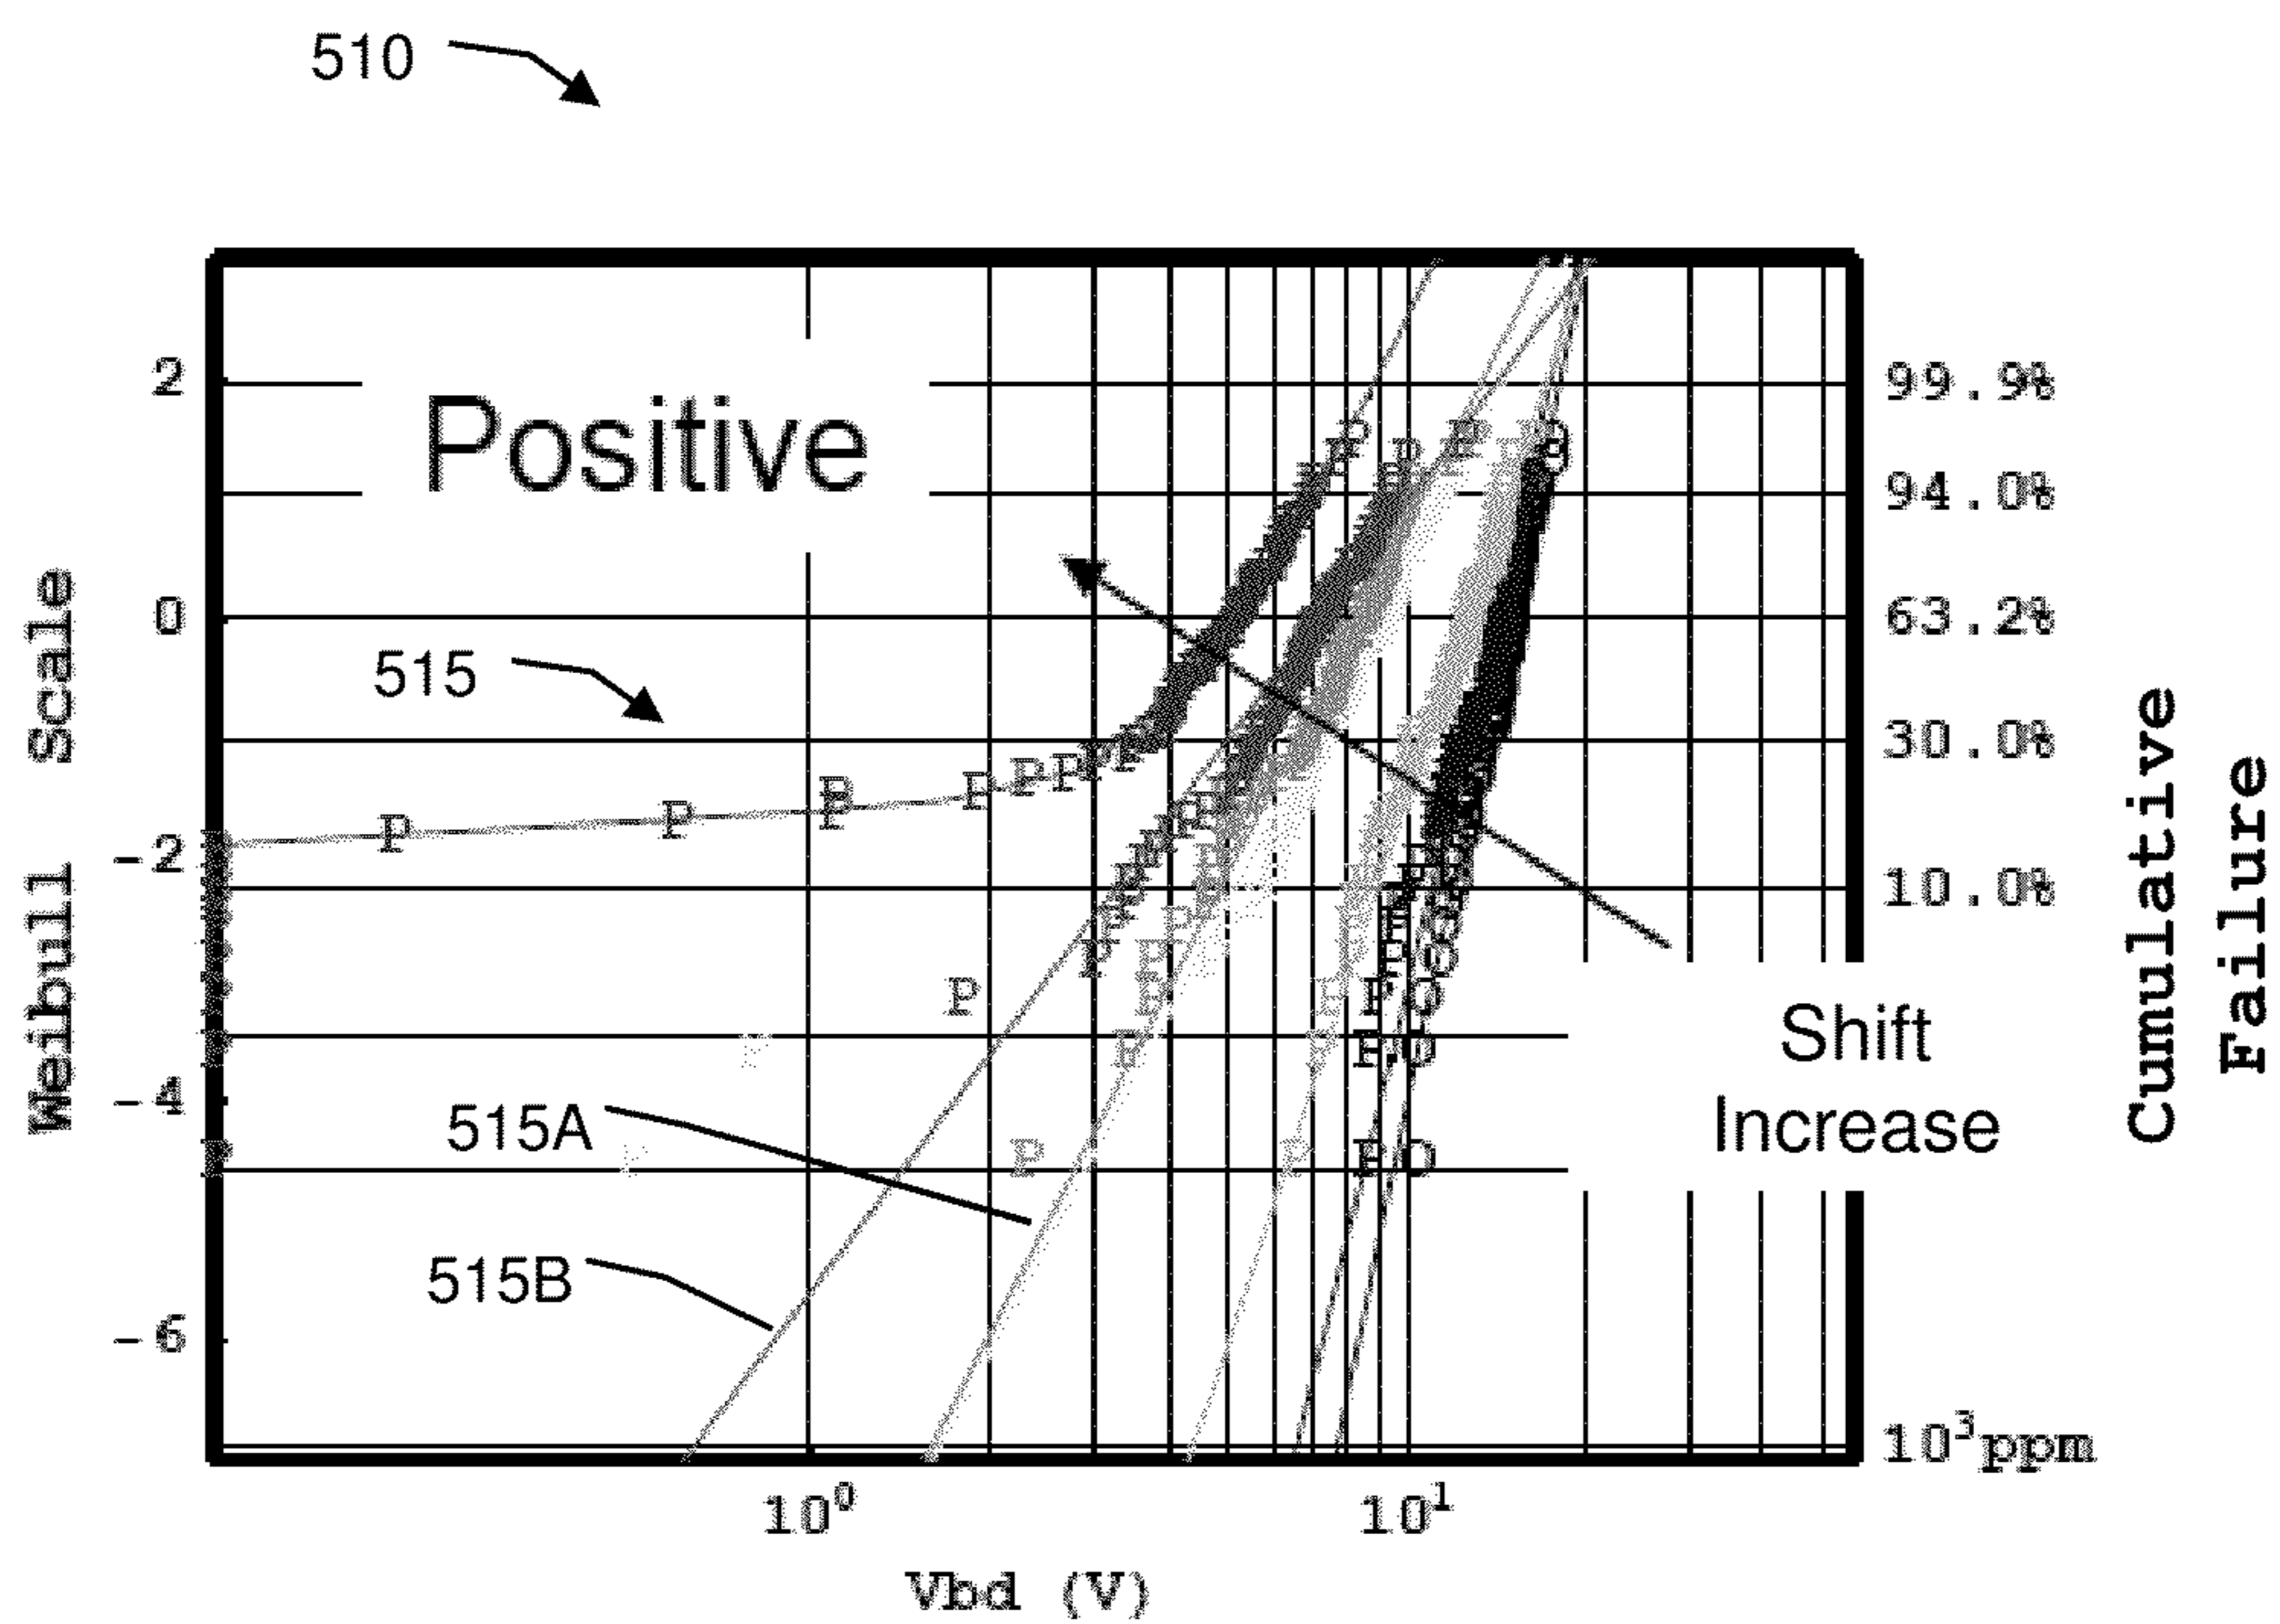 510
Positive
515
515A
515B
Shift
Increase
Weibull Scale
2
0
-2
-4
-6
99.9%
94.0%
63.2%
30.0%
10.0%
10³ppm
Cumulative
Failure
10⁰
10¹
Vbd (V)